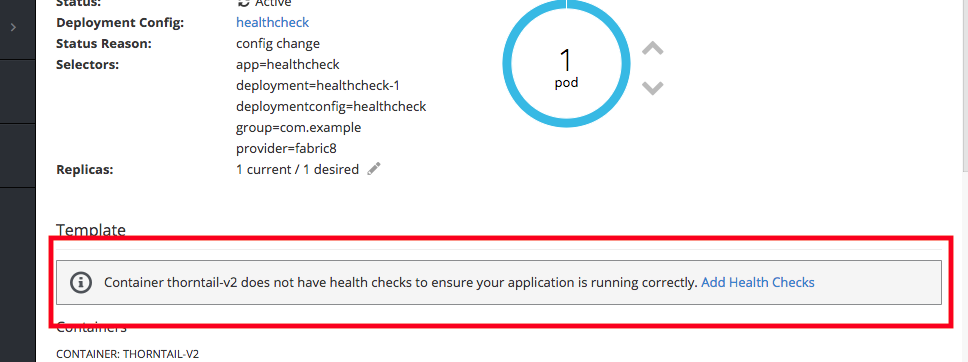 Status: Active
Deployment Config: healthcheck
Status Reason: config change
Selectors: app=healthcheck
deployment=healthcheck-1
deploymentconfig=healthcheck
group=com.example
provider=fabric8
Replicas: 1 current / 1 desired
1
pod
Template
Container thorntail-v2 does not have health checks to ensure your application is running correctly. Add Health Checks
Containers
CONTAINER: THORNTAIL-V2